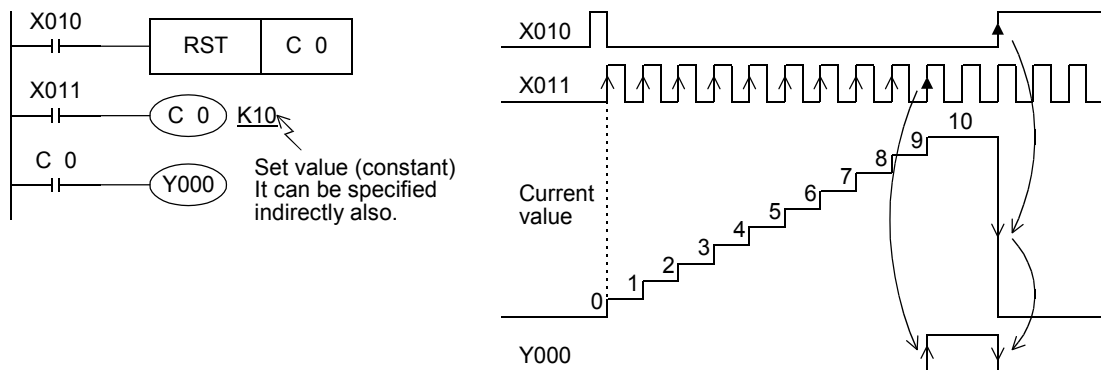 X010
RST C 0
X011
C 0 K10
C 0
Y000
Set value (constant)
It can be specified
indirectly also.
X010
X011
Current
value
0
1
2
3
4
5
6
7
8
9
10
Y000